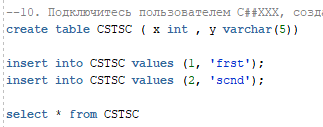 --10. Подключитесь пользователем C##XXX, созд
create table CSTSC ( x int , y varchar(5))
insert into CSTSC values (1, 'frst');
insert into CSTSC values (2, 'scnd');
select * from CSTSC